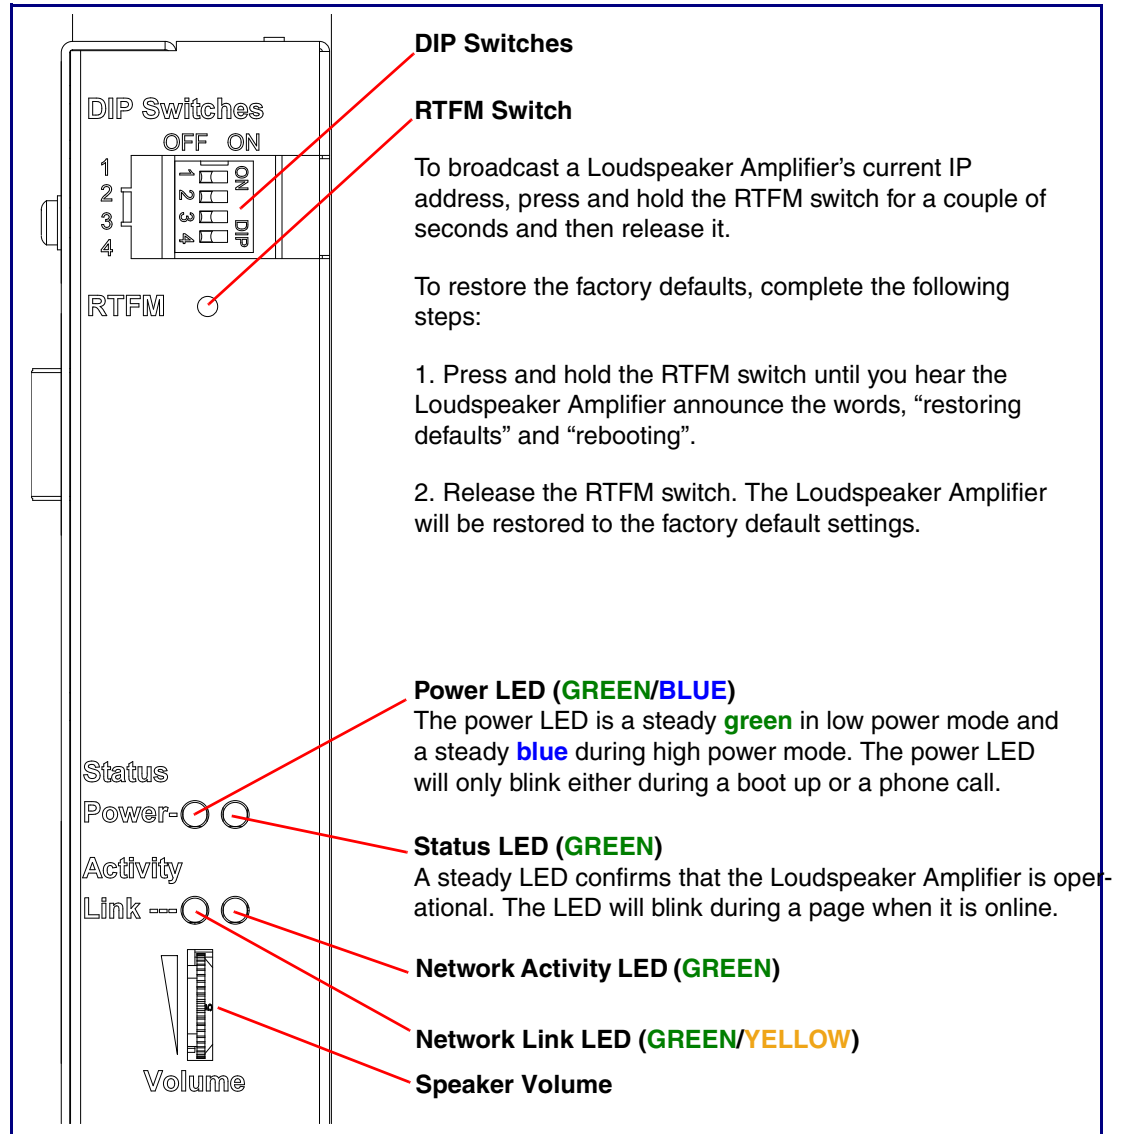 DIP Switches
OFF ON
1
2
3
4
1
2
3
4
ON
DIP
RTFM
Status
Power-
Activity
Link ---
6
Volume
DIP Switches
RTFM Switch
To broadcast a Loudspeaker Amplifier’s current IP
address, press and hold the RTFM switch for a couple of
seconds and then release it.
To restore the factory defaults, complete the following
steps:
1. Press and hold the RTFM switch until you hear the
Loudspeaker Amplifier announce the words, “restoring
defaults” and “rebooting”.
2. Release the RTFM switch. The Loudspeaker Amplifier
will be restored to the factory default settings.
Power LED (GREEN/BLUE)
The power LED is a steady green in low power mode and
a steady blue during high power mode. The power LED
will only blink either during a boot up or a phone call.
Status LED (GREEN)
A steady LED confirms that the Loudspeaker Amplifier is oper-
ational. The LED will blink during a page when it is online.
Network Activity LED (GREEN)
Network Link LED (GREEN/YELLOW)
Speaker Volume